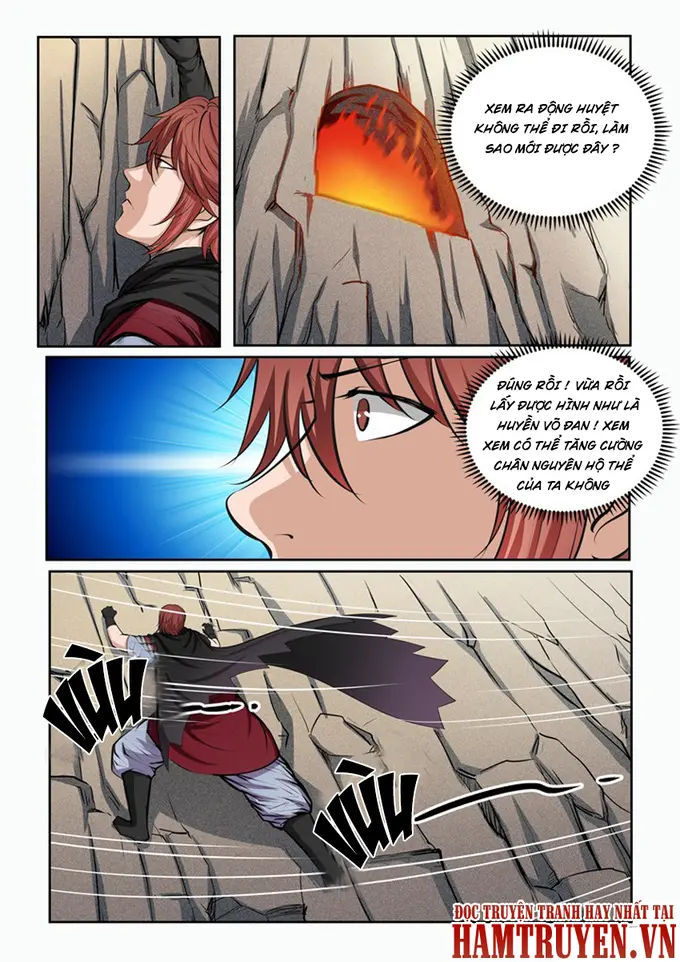 XEM RA ĐỘNG HUYỆT
KHÔNG THỂ ĐI RỒI, LÀM
SAO MỚI ĐƯỢC ĐÂY ?
ĐÚNG RỒI ! VỪA RỒI
LẤY ĐƯỢC HÌNH NHƯ LÀ
HUYỀN VÕ ĐAN ! XEM
XEM CÓ THỂ TĂNG CƯỜNG
CHÂN NGUYÊN HỘ THỂ
CỦA TA KHÔNG
VÙÙ
VÙÙ
ĐỌC TRUYỆN TRANH HAY NHẤT TẠI
HAMTRUYEN.VN